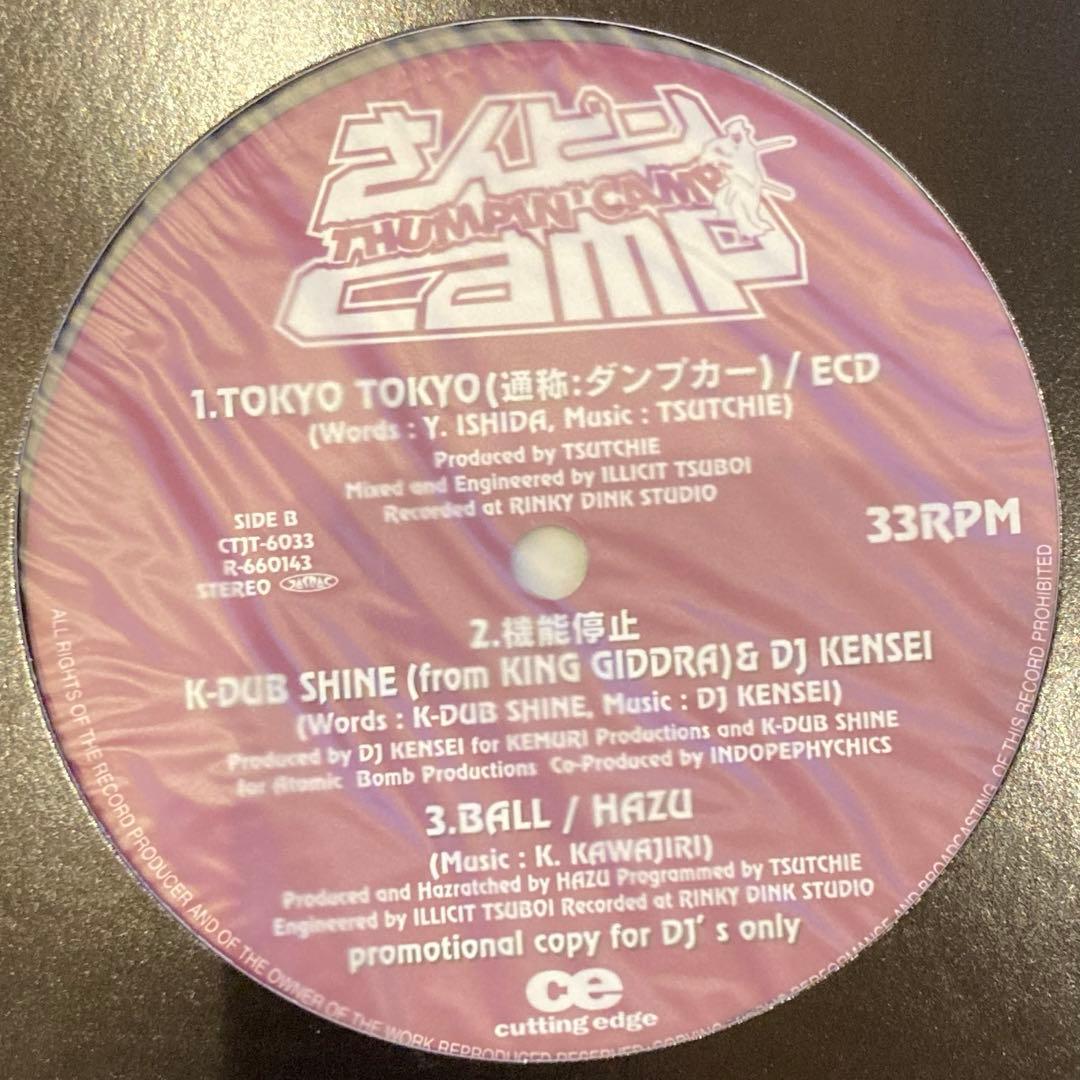 さんピン
THUMPIN' CAMP
camp
1.TOKYO TOKYO(通称:ダンプカー) / ECD
(Words : Y. ISHIDA, Music : TSUTCHIE)
Produced by TSUTCHIE
Mixed and Engineered by ILLICIT TSUBOI
Recorded at RINKY DINK STUDIO
SIDE B
CTJT-6033
R-660143
STEREO JASRAC
33RPM
2.機能停止
K-DUB SHINE (from KING GIDDRA)& DJ KENSEI
(Words : K-DUB SHINE, Music : DJ KENSEI)
Produced by DJ KENSEI for KEMURI Productions and K-DUB SHINE
for Atomic Bomb Productions Co-Produced by INDOPEPHYCHICS
3.BALL / HAZU
(Music : K. KAWAJIRI)
Produced and Hazratched by HAZU Programmed by TSUTCHIE
Engineered by ILLICIT TSUBOI Recorded at RINKY DINK STUDIO
promotional copy for DJ's only
ce
cutting edge
ALL RIGHTS OF THE RECORD PRODUCER AND OF THE OWNER OF THE WORK REPRODUCED RESERVED · COPYING PERFORMANCE AND BROADCASTING OF THIS RECORD PROHIBITED